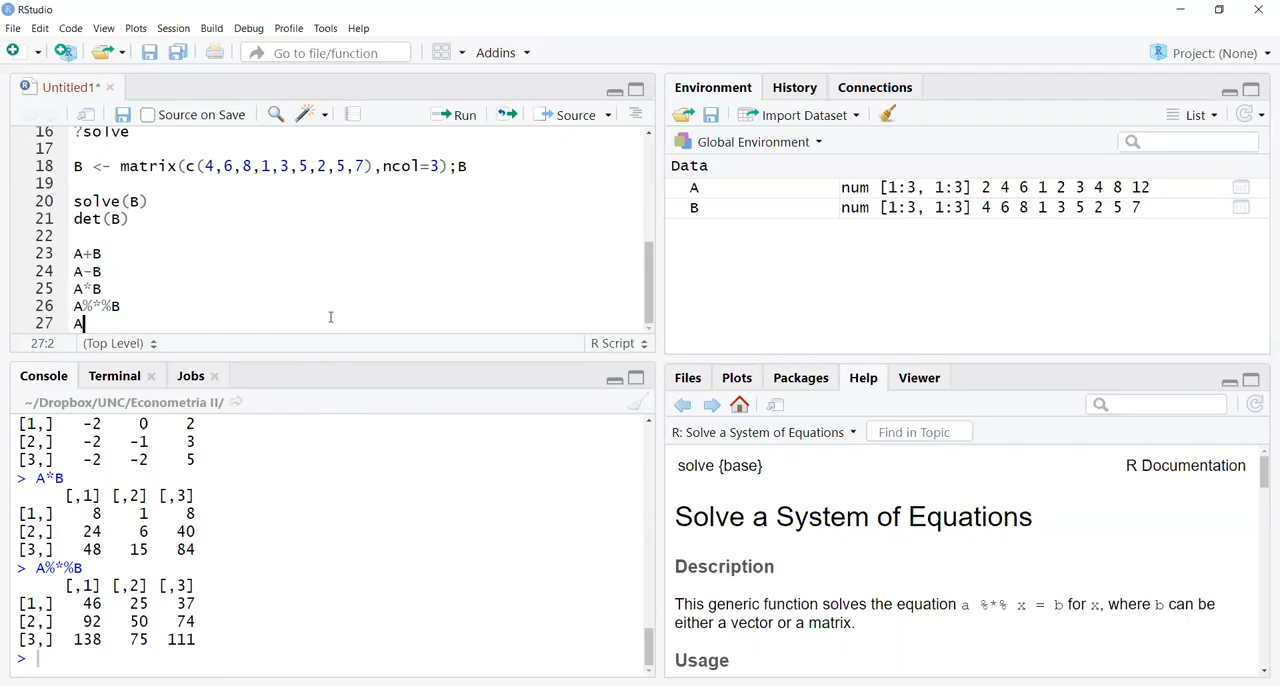 RStudio
File Edit Code View Plots Session Build Debug Profile Tools Help
Go to file/function Addins Project: (None)
Untitled1*
Source on Save Run Source
16 ?solve
17
18 B <- matrix(c(4,6,8,1,3,5,2,5,7),ncol=3);B
19
20 solve(B)
21 det(B)
22
23 A+B
24 A-B
25 A*B
26 A%*%B
27 A
27:2 (Top Level) R Script
Console Terminal Jobs
~/Dropbox/UNC/Econometria II/
[1,] -2 0 2
[2,] -2 -1 3
[3,] -2 -2 5
> A*B
[,1] [,2] [,3]
[1,] 8 1 8
[2,] 24 6 40
[3,] 48 15 84
> A%*%B
[,1] [,2] [,3]
[1,] 46 25 37
[2,] 92 50 74
[3,] 138 75 111
>
Environment History Connections
Import Dataset List
Global Environment
Data
A num [1:3, 1:3] 2 4 6 1 2 3 4 8 12
B num [1:3, 1:3] 4 6 8 1 3 5 2 5 7
Files Plots Packages Help Viewer
R: Solve a System of Equations Find in Topic
solve {base} R Documentation
Solve a System of Equations
Description
This generic function solves the equation a %*% x = b for x, where b can be
either a vector or a matrix.
Usage